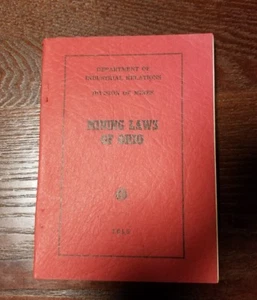 DEPARTMENT OF
INDUSTRIAL RELATIONS
DIVISION OF MINES
MINING LAWS
OF OHIO